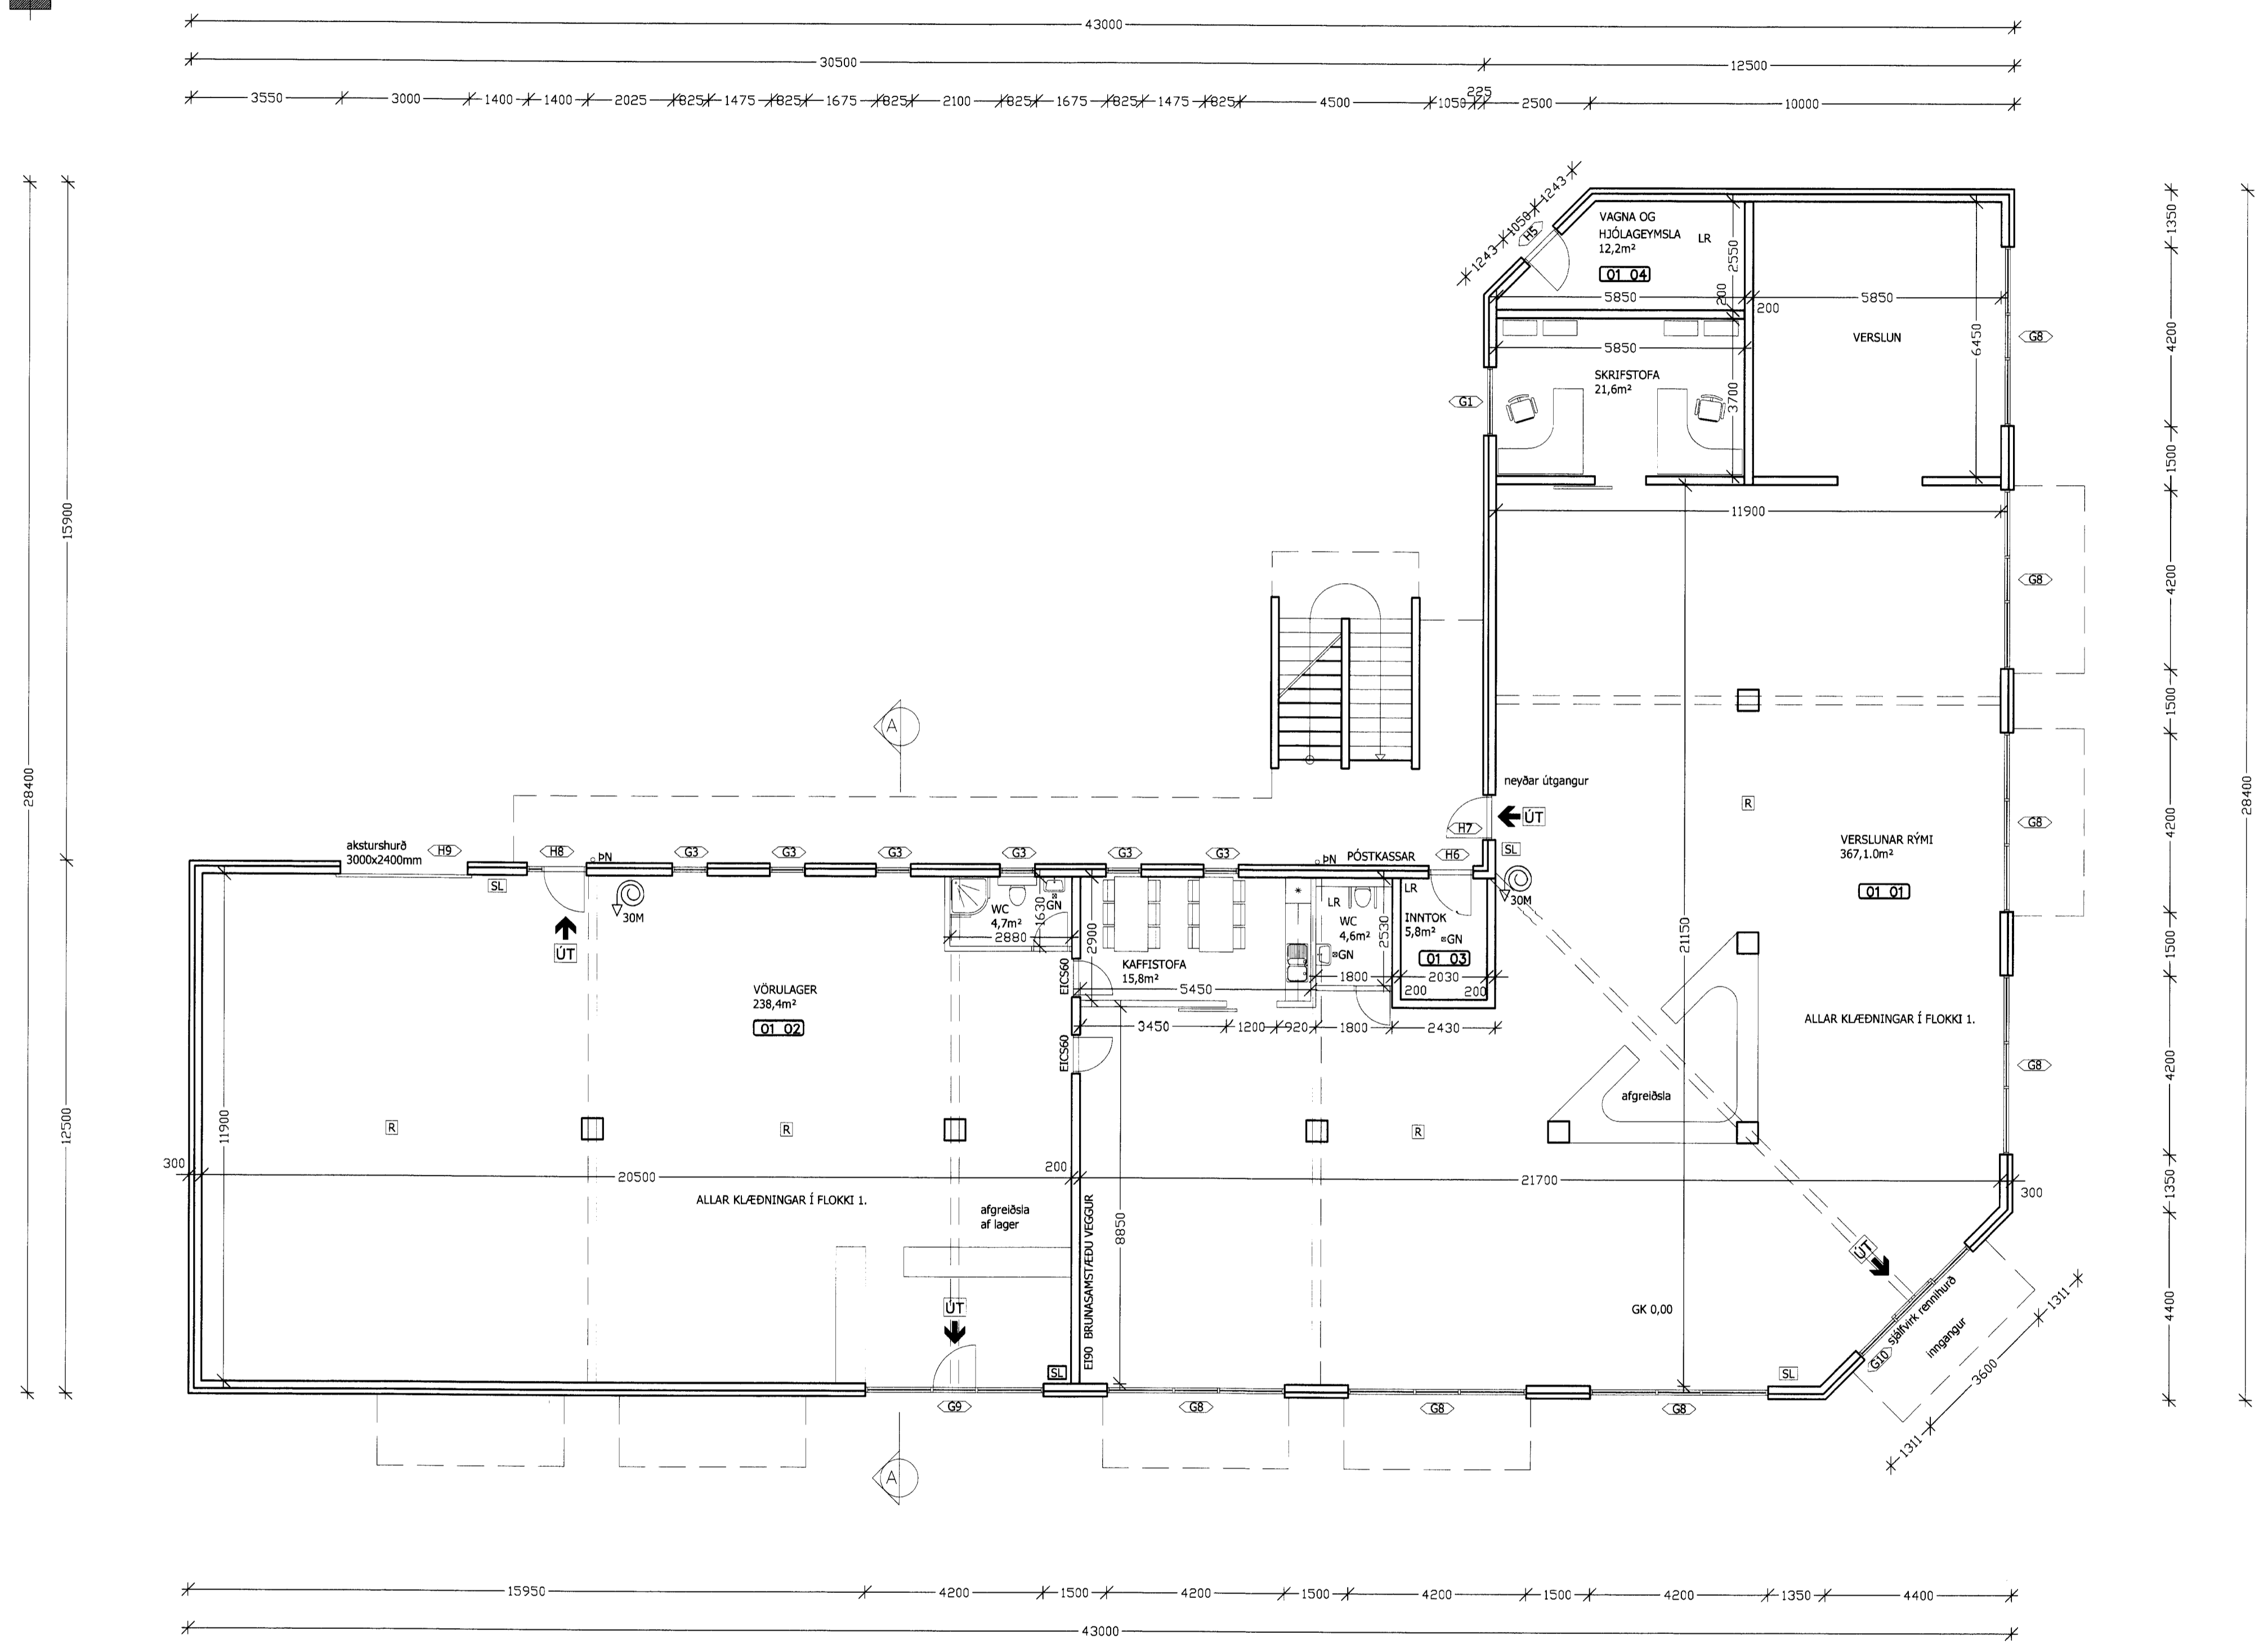 43000
30500
12500
3550
3000
1400
1400
2025
825
1475
825
1675
825
2100
825
1675
825
1475
825
4500
1050
225
2500
10000
28400
15900
12500
1243
1050
1243
H5
VAGNA OG
HJÓLAGEYMSLA
12,2m²
LR
01 04
2550
200
5850
200
5850
VERSLUN
6450
5850
SKRIFSTOFA
21,6m²
3700
G1
G8
11900
G8
G8
G8
1350
4200
1500
4200
1500
4200
1500
4200
1350
4400
28400
A
neyðar útgangur
ÚT
H7
R
VERSLUNAR RÝMI
367,1.0m²
01 01
aksturshurð
3000x2400mm
H9
H8
ÞN
G3
G3
G3
G3
G3
G3
ÞN
PÓSTKASSAR
H6
SL
SL
30M
ÚT
WC
4,7m²
1630
GN
2880
2900
KAFFISTOFA
15,8m²
5450
LR
WC
4,6m²
GN
2530
1800
LR
INNTOK
5,8m²
GN
01 03
2030
200
200
30M
EICS60
EICS60
3450
1200
920
1800
2430
21150
VÖRULAGER
238,4m²
01 02
ALLAR KLÆÐNINGAR Í FLOKKI 1.
afgreiðsla
R
R
R
11900
300
20500
200
21700
300
ALLAR KLÆÐNINGAR Í FLOKKI 1.
afgreiðsla
af lager
8850
EI90 BRUNASAMSTÆÐU VEGGUR
ÚT
SL
GK 0,00
ÚT
sjálfvirk rennihurð
inngangur
G10
SL
1311
3600
1311
G9
G8
G8
G8
A
15950
4200
1500
4200
1500
4200
1500
4200
1350
4400
43000